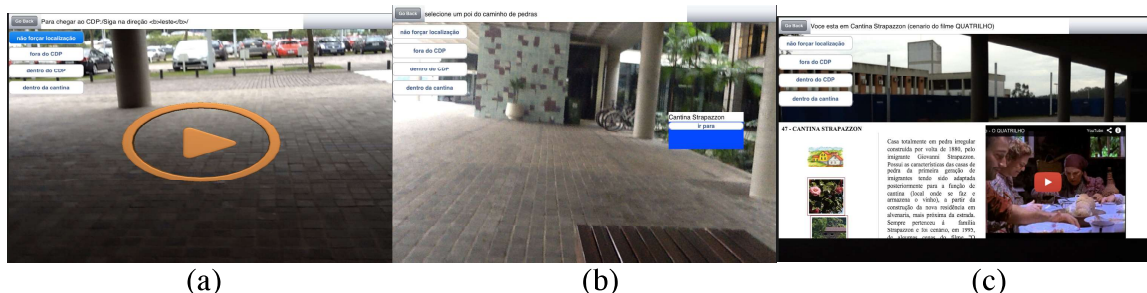 Go Back
Para chegar ao CDP:/Siga na direção <b>leste</b>/
não forçar localização
fora do CDP
dentro do CDP
dentro da cantina
(a)
Go Back
selecione um poi do caminho de pedras
não forçar localização
fora do CDP
dentro do CDP
dentro da cantina
Cantina Strapazzon
ir para
(b)
Go Back
Voce esta em Cantina Strapazzon (cenario do filme QUATRILHO)
não forçar localização
fora do CDP
dentro do CDP
dentro da cantina
47 - CANTINA STRAPAZZON
Casa totalmente em pedra irregular
construída por volta de 1880, pelo
imigrante Giovanni Strapazzon.
Possui as características das casas de
pedra da primeira geração de
imigrantes tendo sido adaptada
posteriormente para a função de
cantina (local onde se faz e
armazena o vinho), a partir da
construção da nova residência em
alvenaria, mais próxima da estrada.
Sempre pertenceu à família
Strapazzon e foi cenário, em 1995,
de algumas cenas do filme "O
- O QUATRILHO
YouTube
(c)